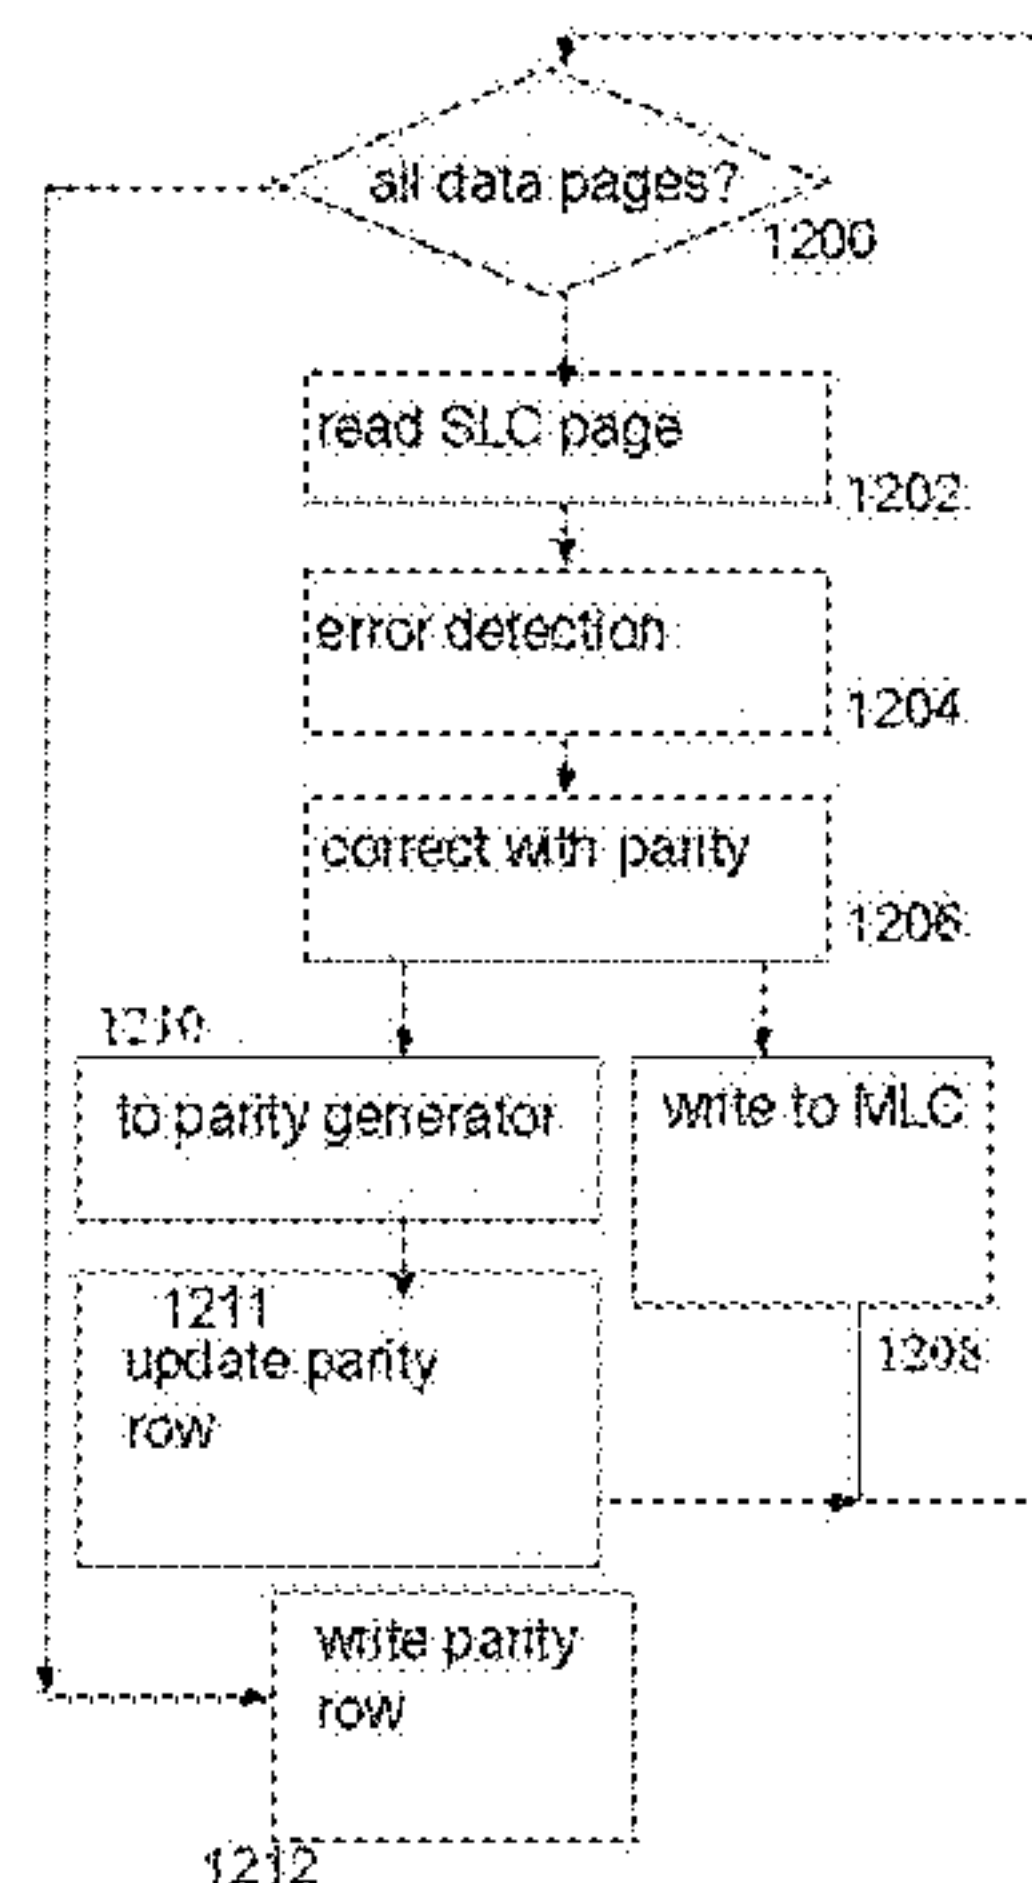 all data pages?
1200
read SLC page
1202
error detection
1204
correct with parity
1206
1210
to parity generator
write to MLC
1211
update parity
row
1208
write parity
row
1212